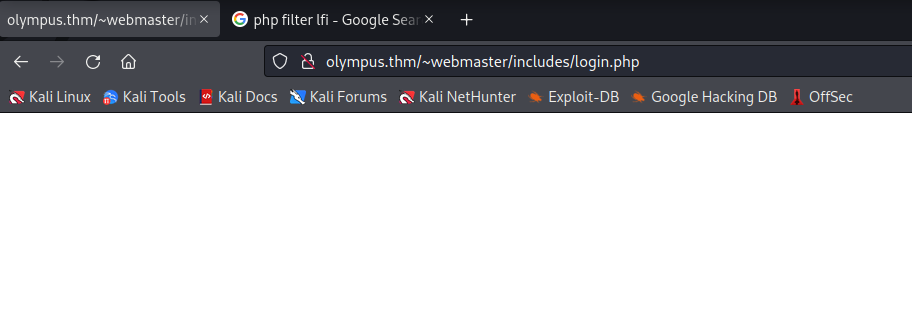 olympus.thm/~webmaster/in
php filter lfi - Google Sear
olympus.thm/~webmaster/includes/login.php
Kali Linux Kali Tools Kali Docs Kali Forums Kali NetHunter Exploit-DB Google Hacking DB OffSec